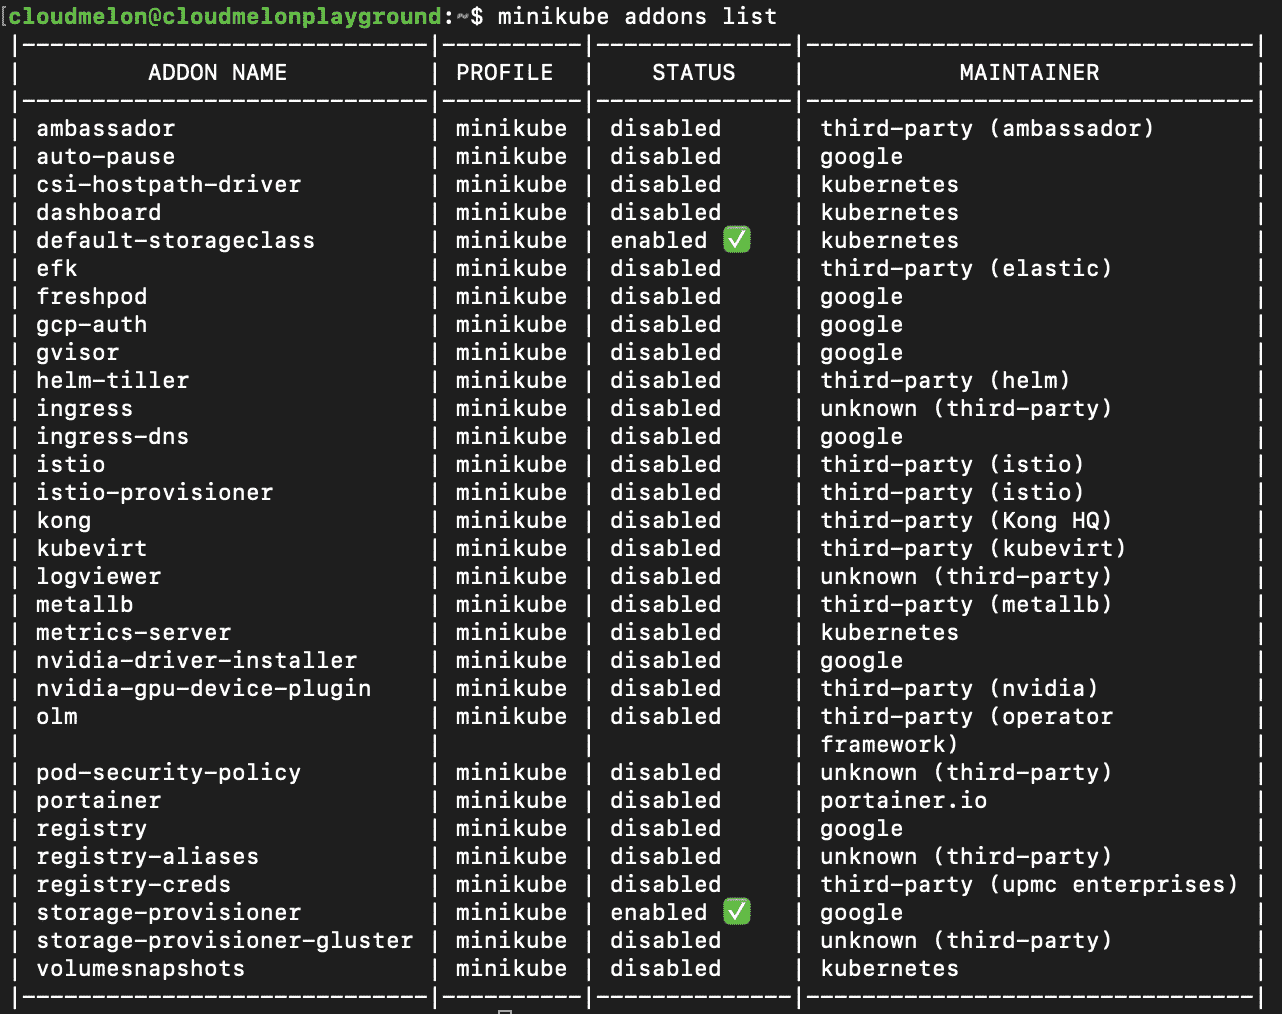 cloudmelon@cloudmelonplayground:~$ minikube addons list
|-----------------------------|----------|--------------|--------------------------------|
| ADDON NAME | PROFILE | STATUS | MAINTAINER |
|-----------------------------|----------|--------------|--------------------------------|
| ambassador | minikube | disabled | third-party (ambassador) |
| auto-pause | minikube | disabled | google |
| csi-hostpath-driver | minikube | disabled | kubernetes |
| dashboard | minikube | disabled | kubernetes |
| default-storageclass | minikube | enabled ✅ | kubernetes |
| efk | minikube | disabled | third-party (elastic) |
| freshpod | minikube | disabled | google |
| gcp-auth | minikube | disabled | google |
| gvisor | minikube | disabled | google |
| helm-tiller | minikube | disabled | third-party (helm) |
| ingress | minikube | disabled | unknown (third-party) |
| ingress-dns | minikube | disabled | google |
| istio | minikube | disabled | third-party (istio) |
| istio-provisioner | minikube | disabled | third-party (istio) |
| kong | minikube | disabled | third-party (Kong HQ) |
| kubevirt | minikube | disabled | third-party (kubevirt) |
| logviewer | minikube | disabled | unknown (third-party) |
| metallb | minikube | disabled | third-party (metallb) |
| metrics-server | minikube | disabled | kubernetes |
| nvidia-driver-installer | minikube | disabled | google |
| nvidia-gpu-device-plugin | minikube | disabled | third-party (nvidia) |
| olm | minikube | disabled | third-party (operator |
| | | | framework) |
| pod-security-policy | minikube | disabled | unknown (third-party) |
| portainer | minikube | disabled | portainer.io |
| registry | minikube | disabled | google |
| registry-aliases | minikube | disabled | unknown (third-party) |
| registry-creds | minikube | disabled | third-party (upmc enterprises) |
| storage-provisioner | minikube | enabled ✅ | google |
| storage-provisioner-gluster | minikube | disabled | unknown (third-party) |
| volumesnapshots | minikube | disabled | kubernetes |
|-----------------------------|----------|--------------|--------------------------------|